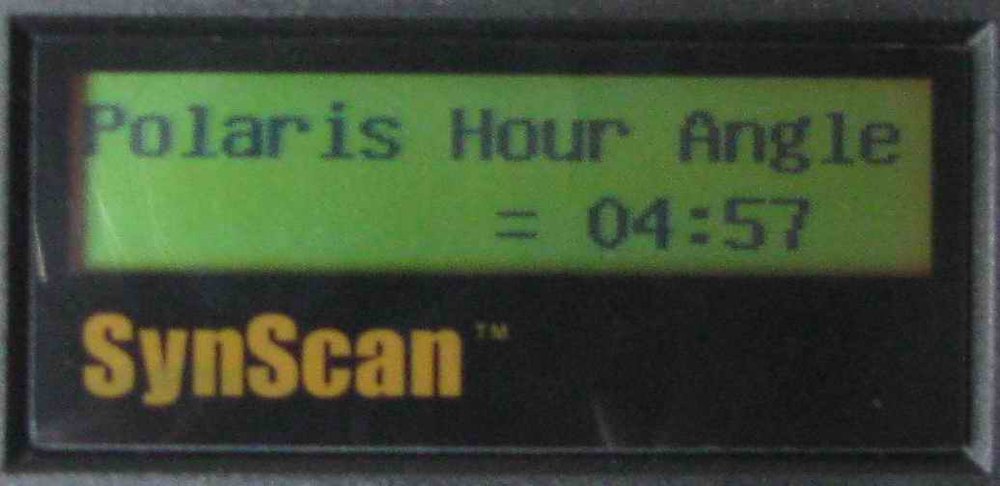 Polaris Hour Angle
= 04:57
SynScan™